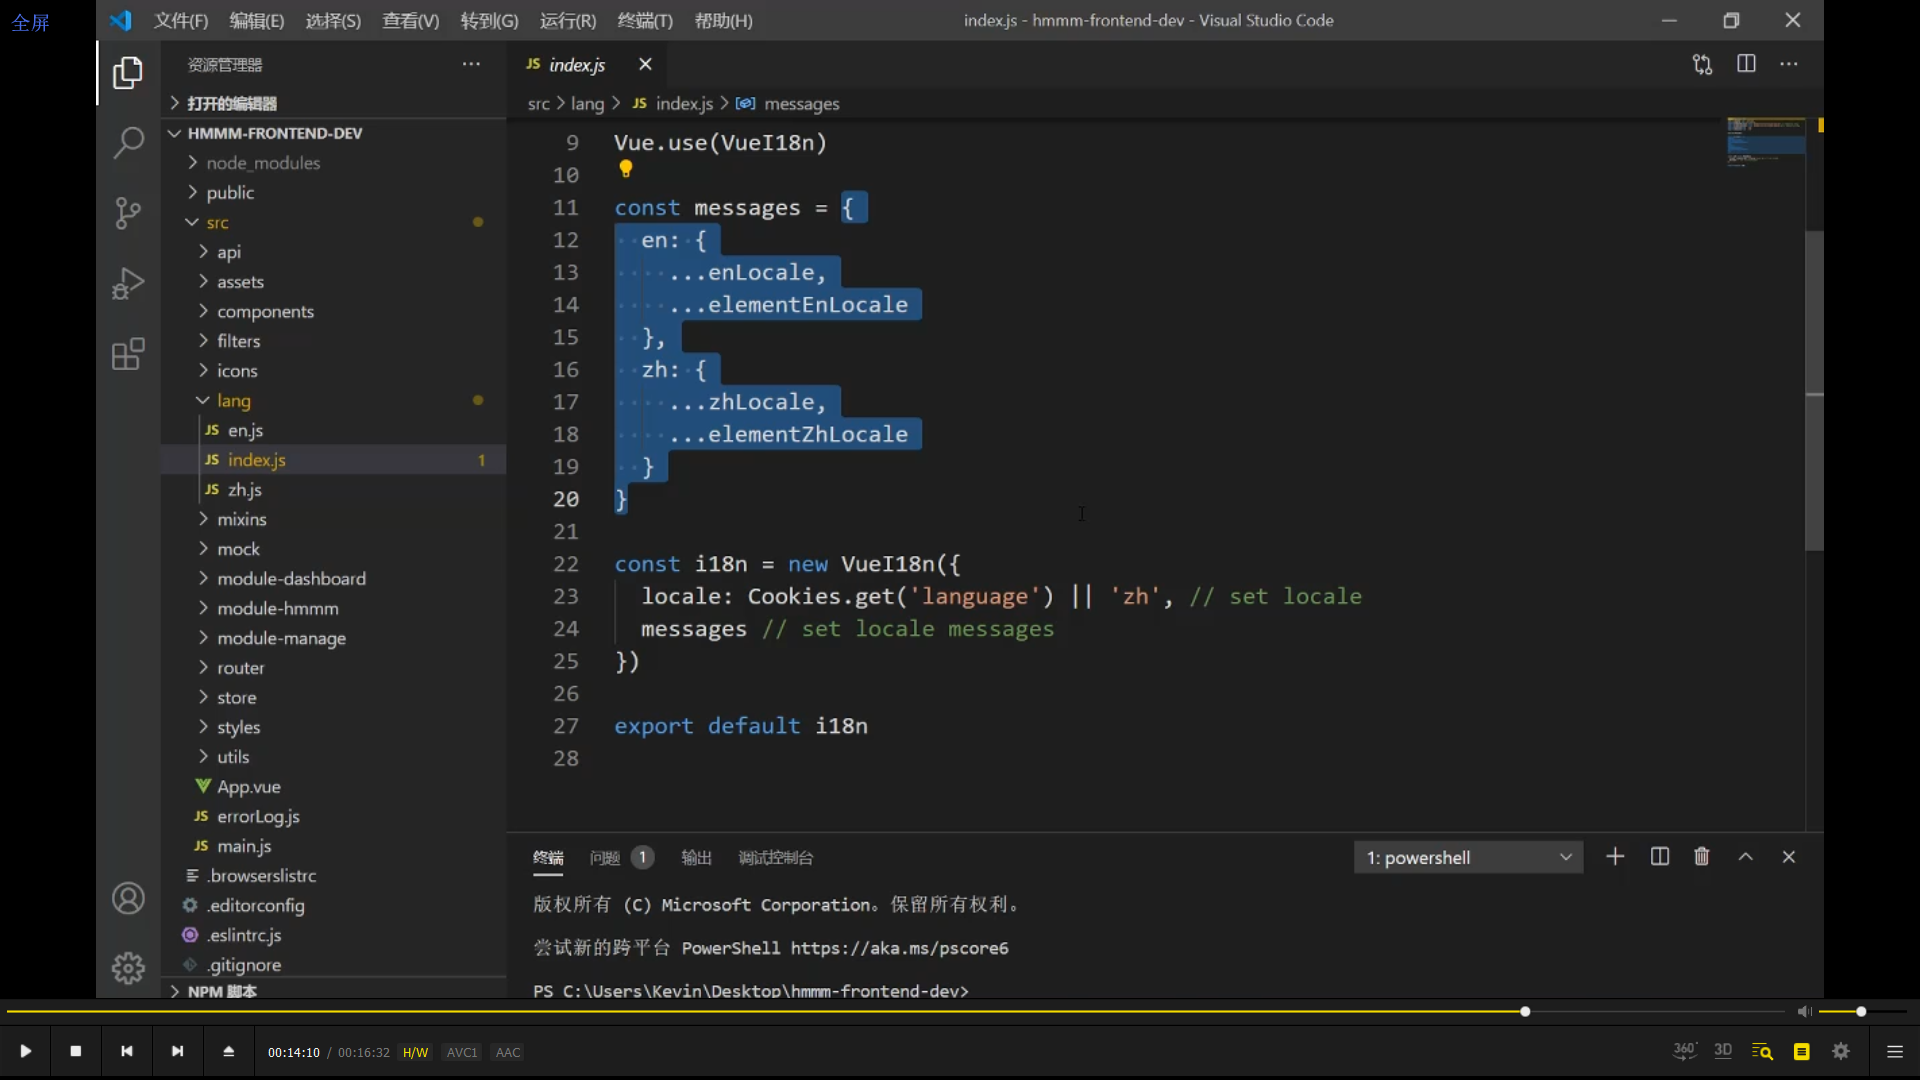 全屏
文件(F) 编辑(E) 选择(S) 查看(V) 转到(G) 运行(R) 终端(T) 帮助(H)
index.js - hmmm-frontend-dev - Visual Studio Code
资源管理器
打开的编辑器
HMMM-FRONTEND-DEV
node_modules
public
src
api
assets
components
filters
icons
lang
JS en.js
JS index.js 1
JS zh.js
mixins
mock
module-dashboard
module-hmmm
module-manage
router
store
styles
utils
App.vue
JS errorLog.js
JS main.js
.browserslistrc
.editorconfig
.eslintrc.js
.gitignore
NPM 脚本
JS index.js
src > lang > JS index.js > messages
9 Vue.use(VueI18n)
10
11 const messages = {
12 en: {
13 ...enLocale,
14 ...elementEnLocale
15 },
16 zh: {
17 ...zhLocale,
18 ...elementZhLocale
19 }
20 }
21
22 const i18n = new VueI18n({
23 locale: Cookies.get('language') || 'zh', // set locale
24 messages // set locale messages
25 })
26
27 export default i18n
28
终端 问题 1 输出 调试控制台
1: powershell
版权所有 (C) Microsoft Corporation。保留所有权利。
尝试新的跨平台 PowerShell https://aka.ms/pscore6
PS C:\Users\Kevin\Desktop\hmmm-frontend-dev>
00:14:10 / 00:16:32 H/W AVC1 AAC
360° 3D